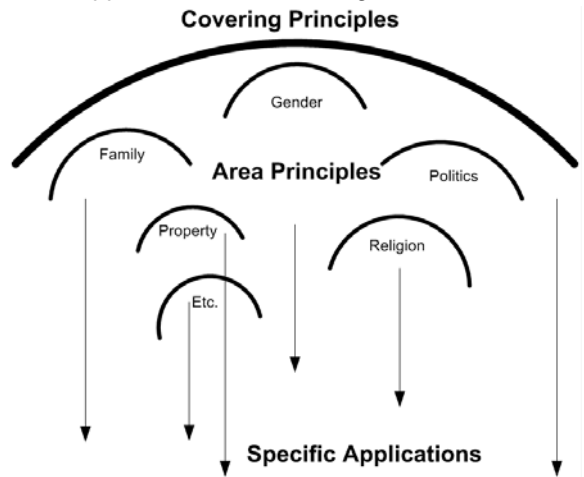 Covering Principles
Gender
Family
Area Principles
Politics
Property
Religion
Etc.
Specific Applications